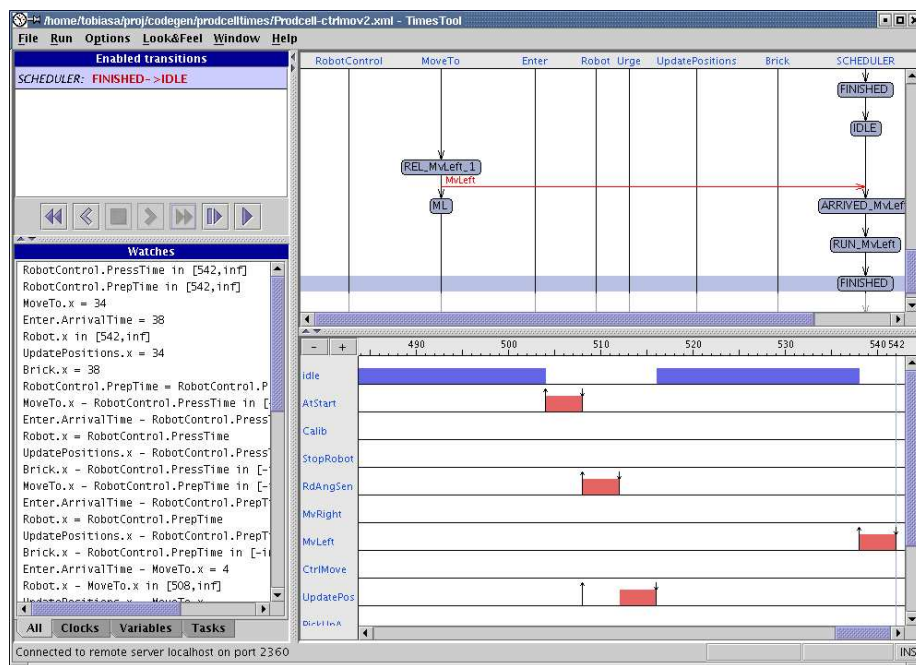 /home/tobiasa/proj/codegen/prodcelltimes/Prodcell-ctrlmov2.xml - TimesTool
File Run Options Look&Feel Window Help
Enabled transitions
SCHEDULER: FINISHED->IDLE
Watches
RobotControl.PressTime in [542,inf]
RobotControl.PrepTime in [542,inf]
MoveTo.x = 34
Enter.ArrivalTime = 38
Robot.x in [542,inf]
UpdatePositions.x = 34
Brick.x = 38
RobotControl.PrepTime = RobotControl.P
MoveTo.x - RobotControl.PressTime in [-
Enter.ArrivalTime - RobotControl.Press
Robot.x = RobotControl.PressTime
UpdatePositions.x - RobotControl.Press
Brick.x - RobotControl.PressTime in [-
MoveTo.x - RobotControl.PrepTime in [-
Enter.ArrivalTime - RobotControl.PrepT
Robot.x = RobotControl.PrepTime
UpdatePositions.x - RobotControl.PrepT
Brick.x - RobotControl.PrepTime in [-i
Enter.ArrivalTime - MoveTo.x = 4
Robot.x - MoveTo.x in [508,inf]
UpdatePositions.x - MoveTo.x
All Clocks Variables Tasks
RobotControl MoveTo Enter Robot Urge UpdatePositions Brick SCHEDULER
FINISHED
IDLE
REL_MvLeft_1
MvLeft
ML ARRIVED_MvLeft
RUN_MvLeft
FINISHED
- + 490 500 510 520 530 540 542
idle
AtStart
Calib
StopRobot
RdAngSen
MvRight
MvLeft
CtrlMove
UpdatePos
PickUpA
Connected to remote server localhost on port 2360
INS